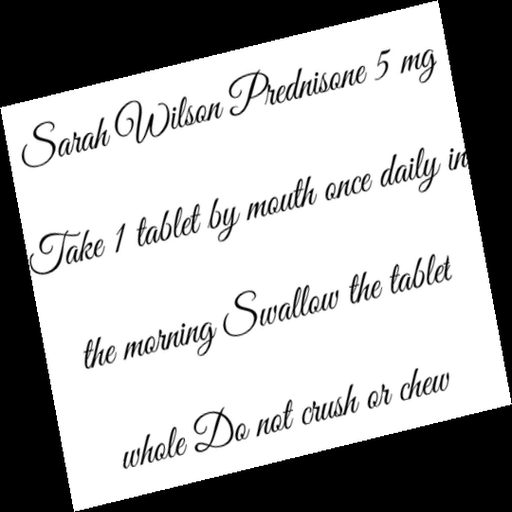 Sarah Wilson Prednisone 5 mg
Take 1 tablet by mouth once daily in
the morning Swallow the tablet
whole Do not crush or chew